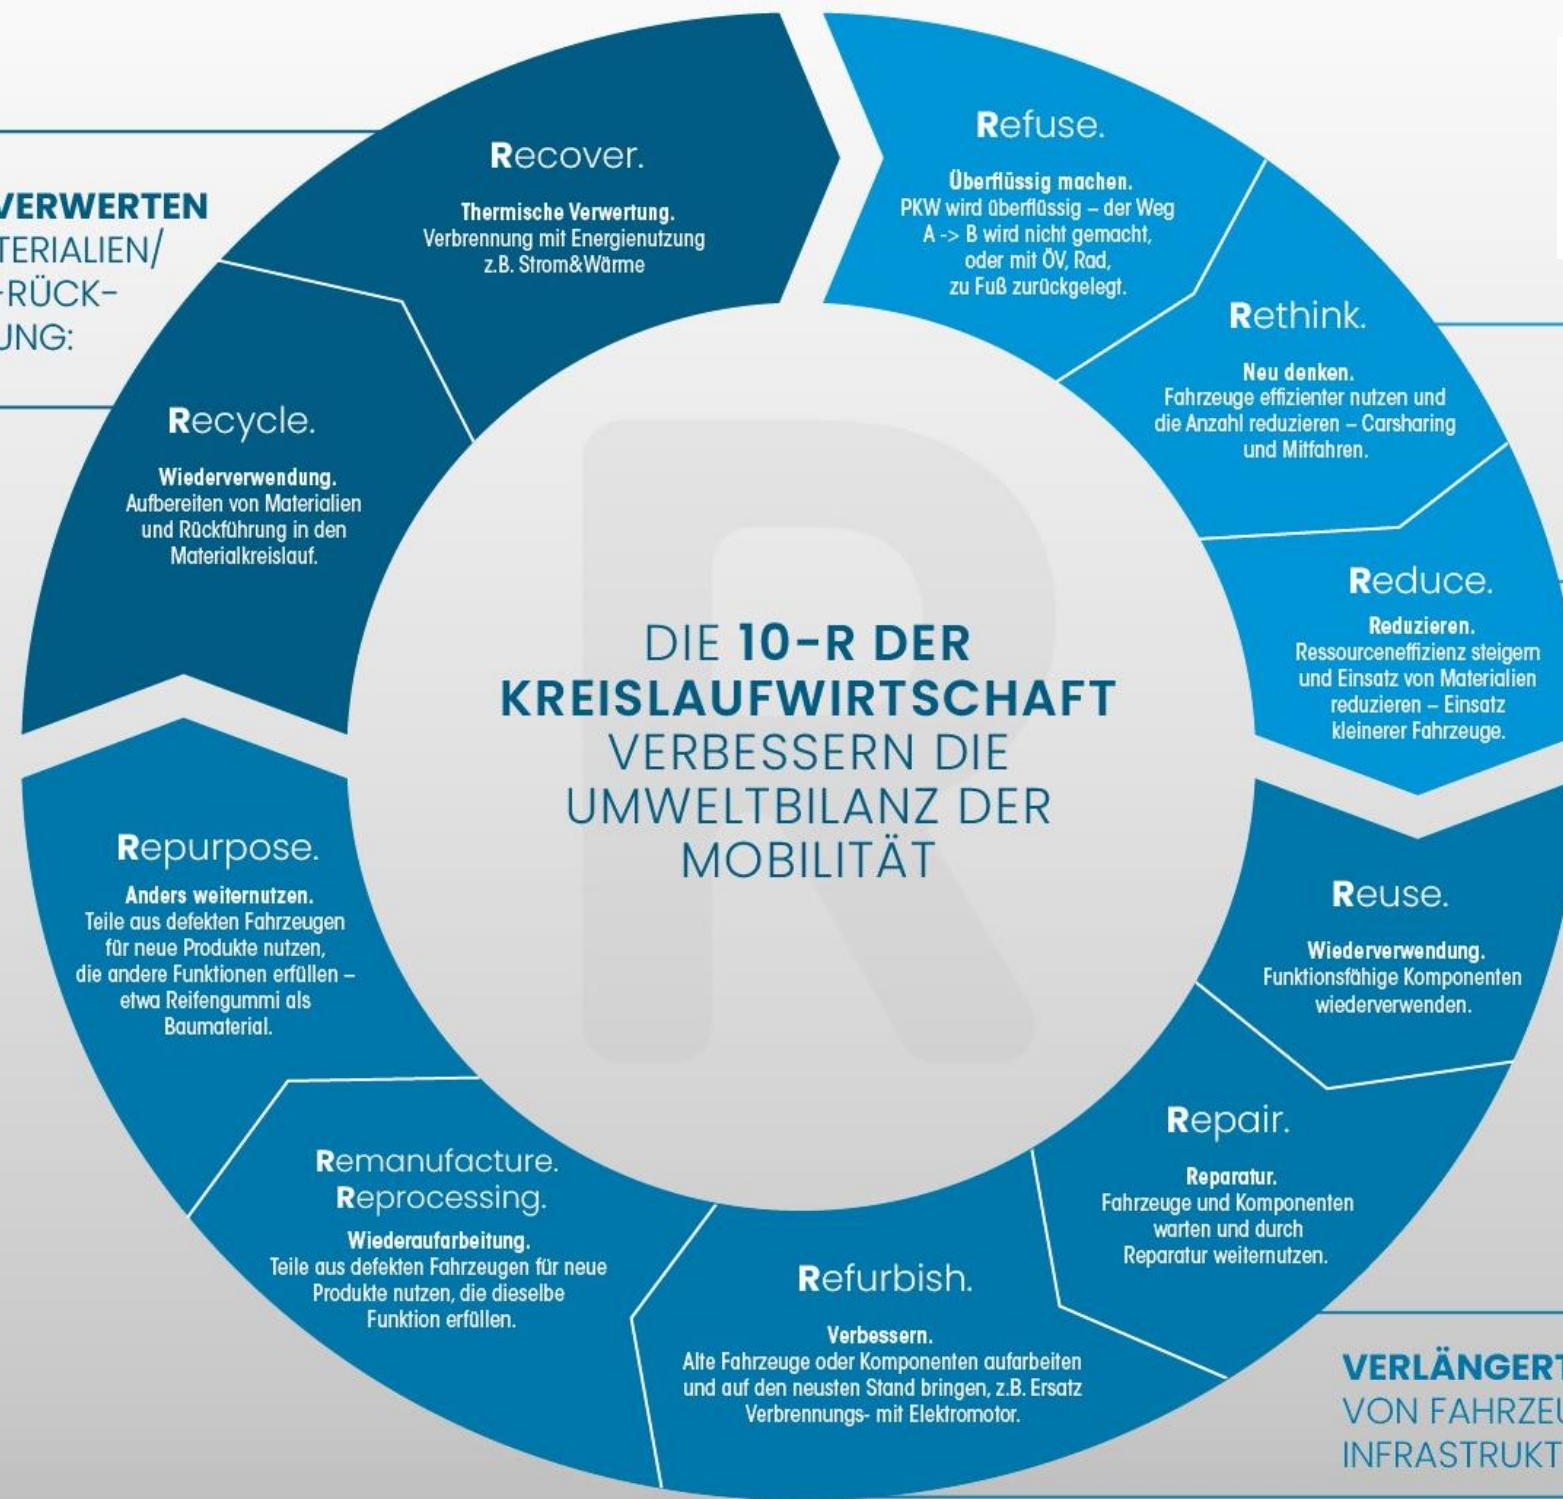 DIE 10-R DER
KREISLAUFWIRTSCHAFT
VERBESSERN DIE
UMWELTBILANZ DER
MOBILITÄT
Refuse.
Überflüssig machen.
PKW wird überflüssig – der Weg
A -> B wird nicht gemacht,
oder mit ÖV, Rad,
zu Fuß zurückgelegt.
Rethink.
Neu denken.
Fahrzeuge effizienter nutzen und
die Anzahl reduzieren – Carsharing
und Mitfahren.
Reduce.
Reduzieren.
Ressourceneffizienz steigern
und Einsatz von Materialien
reduzieren – Einsatz
kleinerer Fahrzeuge.
Reuse.
Wiederverwendung.
Funktionsfähige Komponenten
wiederverwenden.
Repair.
Reparatur.
Fahrzeuge und Komponenten
warten und durch
Reparatur weiternutzen.
Refurbish.
Verbessern.
Alte Fahrzeuge oder Komponenten aufarbeiten
und auf den neusten Stand bringen, z.B. Ersatz
Verbrennungs- mit Elektromotor.
Remanufacture.
Reprocessing.
Wiederaufarbeitung.
Teile aus defekten Fahrzeugen für neue
Produkte nutzen, die dieselbe
Funktion erfüllen.
Repurpose.
Anders weiternutzen.
Teile aus defekten Fahrzeugen
für neue Produkte nutzen,
die andere Funktionen erfüllen –
etwa Reifengummi als
Baumaterial.
Recycle.
Wiederverwendung.
Aufbereiten von Materialien
und Rückführung in den
Materialkreislauf.
Recover.
Thermische Verwertung.
Verbrennung mit Energienutzung
z.B. Strom&Wärme
VERWERTEN
TERIALIEN/
-RÜCK-
UNG:
VERLÄNGERT
VON FAHRZEU
INFRASTRUKT
R